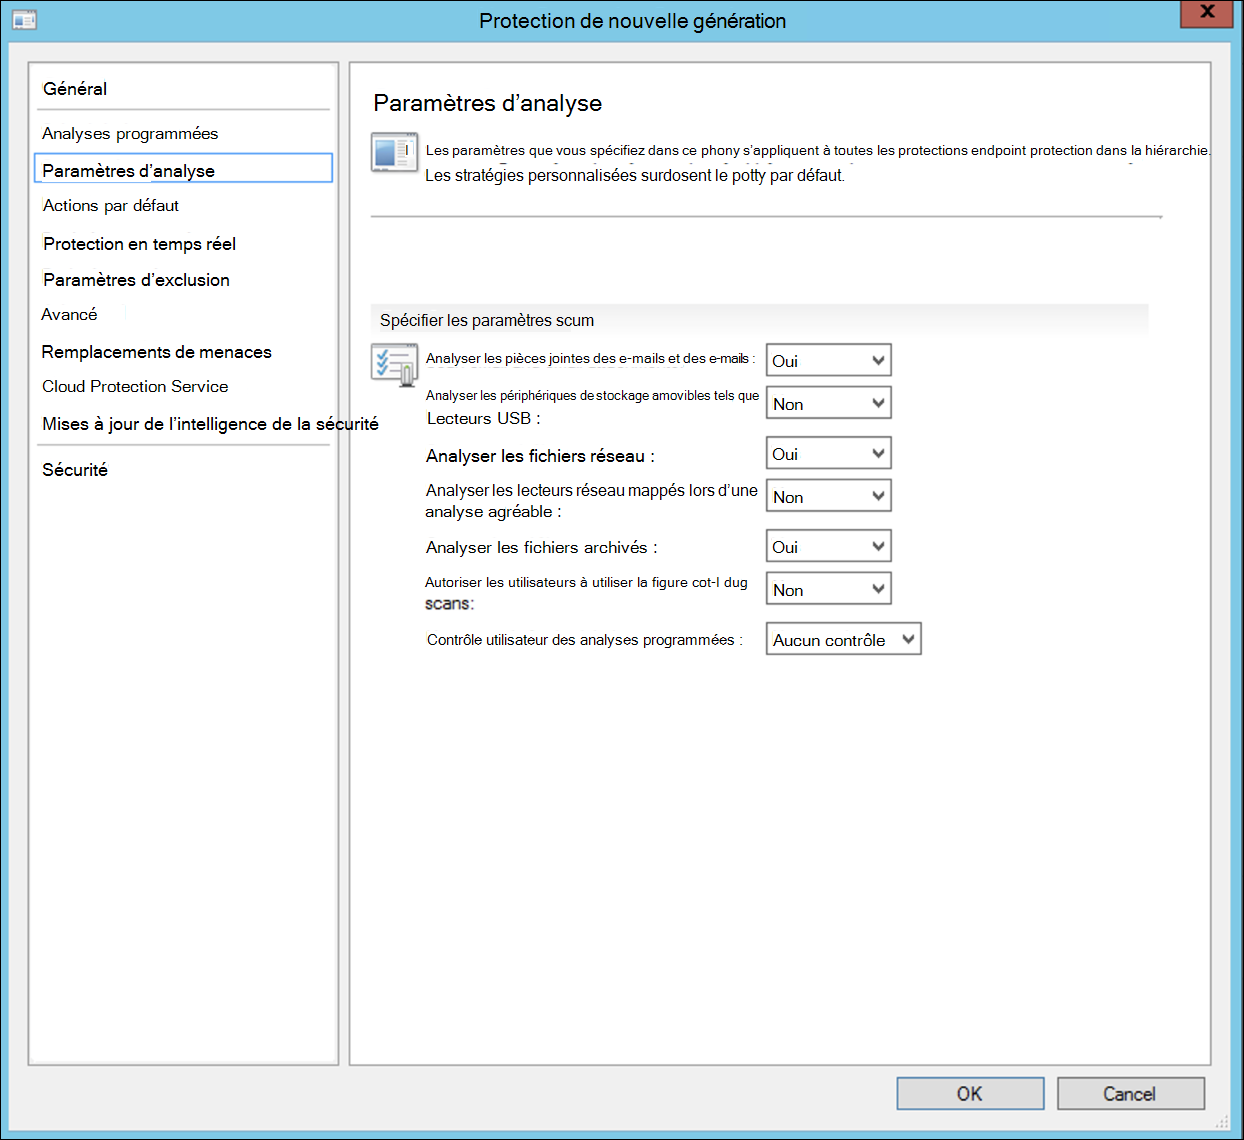 Protection de nouvelle génération
X
Général
Analyses programmées
Paramètres d’analyse
Actions par défaut
Protection en temps réel
Paramètres d’exclusion
Avancé
Remplacements de menaces
Cloud Protection Service
Mises à jour de l’intelligence de la sécurité
Sécurité
Paramètres d’analyse
Les paramètres que vous spécifiez dans ce phony s’appliquent à toutes les protections endpoint protection dans la hiérarchie.
Les stratégies personnalisées surdosent le potty par défaut.
Spécifier les paramètres scum
Analyser les pièces jointes des e-mails et des e-mails : Oui
Analyser les périphériques de stockage amovibles tels que
Lecteurs USB : Non
Analyser les fichiers réseau : Oui
Analyser les lecteurs réseau mappés lors d’une
analyse agréable : Non
Analyser les fichiers archivés : Oui
Autoriser les utilisateurs à utiliser la figure cot-l dug
scans: Non
Contrôle utilisateur des analyses programmées : Aucun contrôle
OK
Cancel